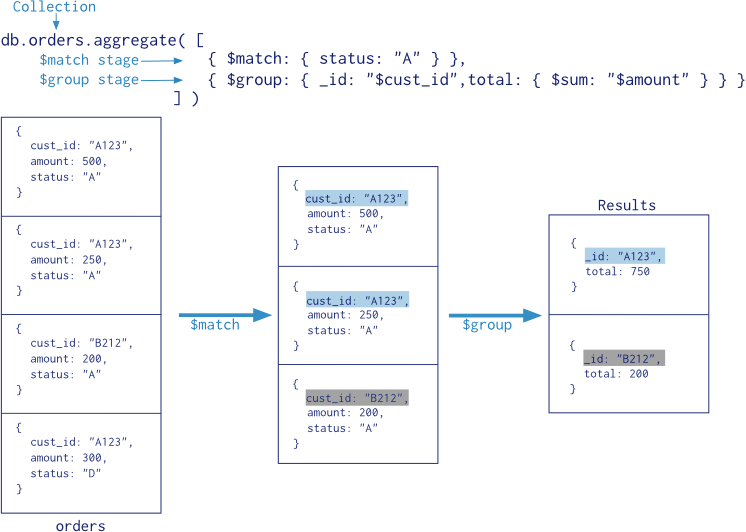 Collection
db.orders.aggregate( [
$match stage { $match: { status: "A" } },
$group stage { $group: { _id: "$cust_id",total: { $sum: "$amount" } } }
] )
{
cust_id: "A123",
amount: 500,
status: "A"
}
{
cust_id: "A123",
amount: 250,
status: "A"
}
{
cust_id: "B212",
amount: 200,
status: "A"
}
{
cust_id: "A123",
amount: 300,
status: "D"
}
orders
$match
{
cust_id: "A123",
amount: 500,
status: "A"
}
{
cust_id: "A123",
amount: 250,
status: "A"
}
{
cust_id: "B212",
amount: 200,
status: "A"
}
$group
Results
{
_id: "A123",
total: 750
}
{
_id: "B212",
total: 200
}